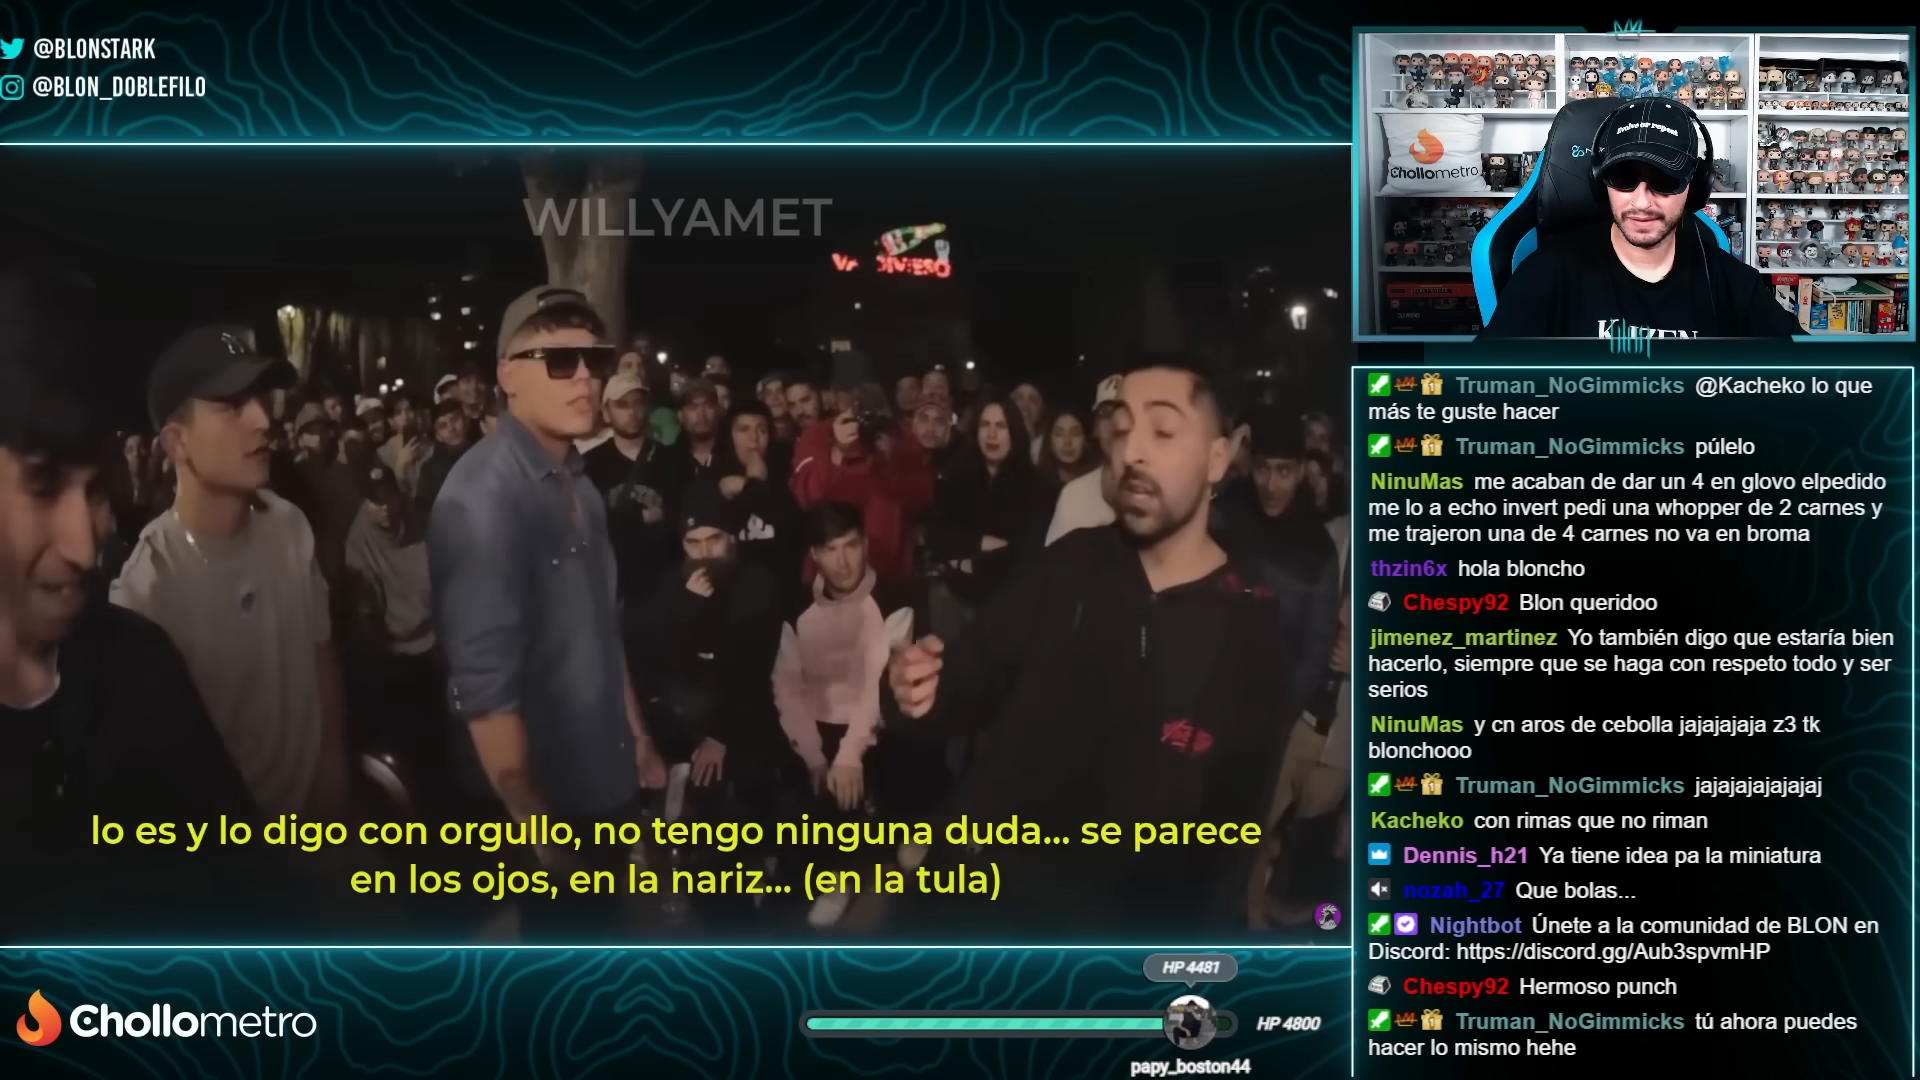 @BLONSTARK
@BLON_DOBLEFILO
WILLYAMET
lo es y lo digo con orgullo, no tengo ninguna duda... se parece
en los ojos, en la nariz... (en la tula)
Chollometro
HP 4481
HP 4800
papy_boston44
Chollometro
Evolve or repeat
Truman_NoGimmicks @Kacheko lo que
más te guste hacer
Truman_NoGimmicks púlelo
NinuMas me acaban de dar un 4 en glovo elpedido
me lo a echo invert pedi una whopper de 2 carnes y
me trajeron una de 4 carnes no va en broma
thzin6x hola bloncho
Chespy92 Blon queridoo
jimenez_martinez Yo también digo que estaría bien
hacerlo, siempre que se haga con respeto todo y ser
serios
NinuMas y cn aros de cebolla jajajajaja z3 tk
blonchooo
Truman_NoGimmicks jajajajajajajaj
Kacheko con rimas que no riman
Dennis_h21 Ya tiene idea pa la miniatura
nozah_27 Que bolas...
Nightbot Únete a la comunidad de BLON en
Discord: https://discord.gg/Aub3spvmHP
Chespy92 Hermoso punch
Truman_NoGimmicks tú ahora puedes
hacer lo mismo hehe